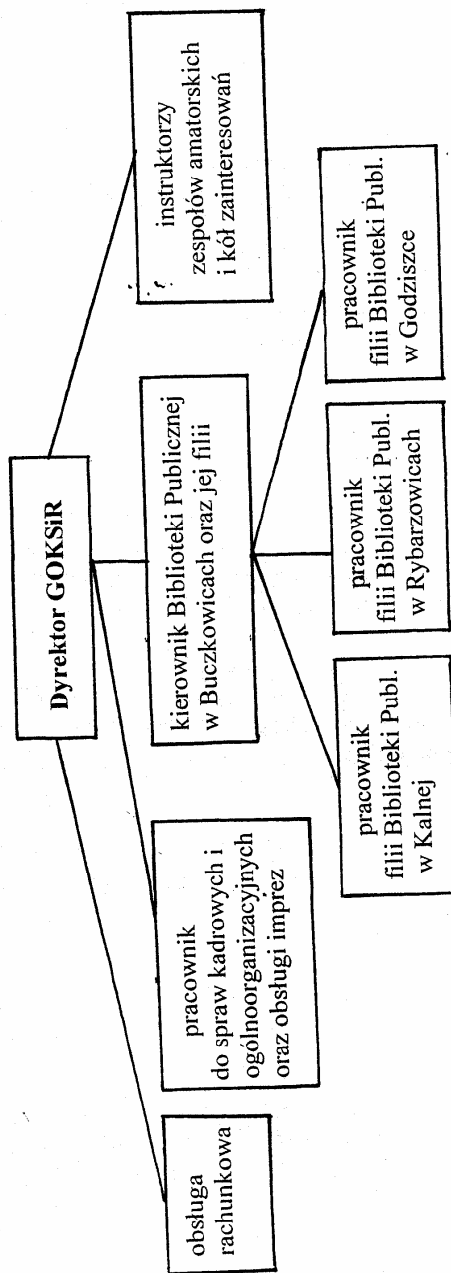 Dyrektor GOKSiR
obsługa
rachunkowa
pracownik
do spraw kadrowych i
ogólnoorganizacyjnych
oraz obsługi imprez
kierownik Biblioteki Publicznej
w Buczkowicach oraz jej filii
instruktorzy
zespołów amatorskich
i kół zainteresowań
pracownik
filii Biblioteki Publ.
w Kalnej
pracownik
filii Biblioteki Publ.
w Rybarzowicach
pracownik
filii Biblioteki Publ.
w Godziszce